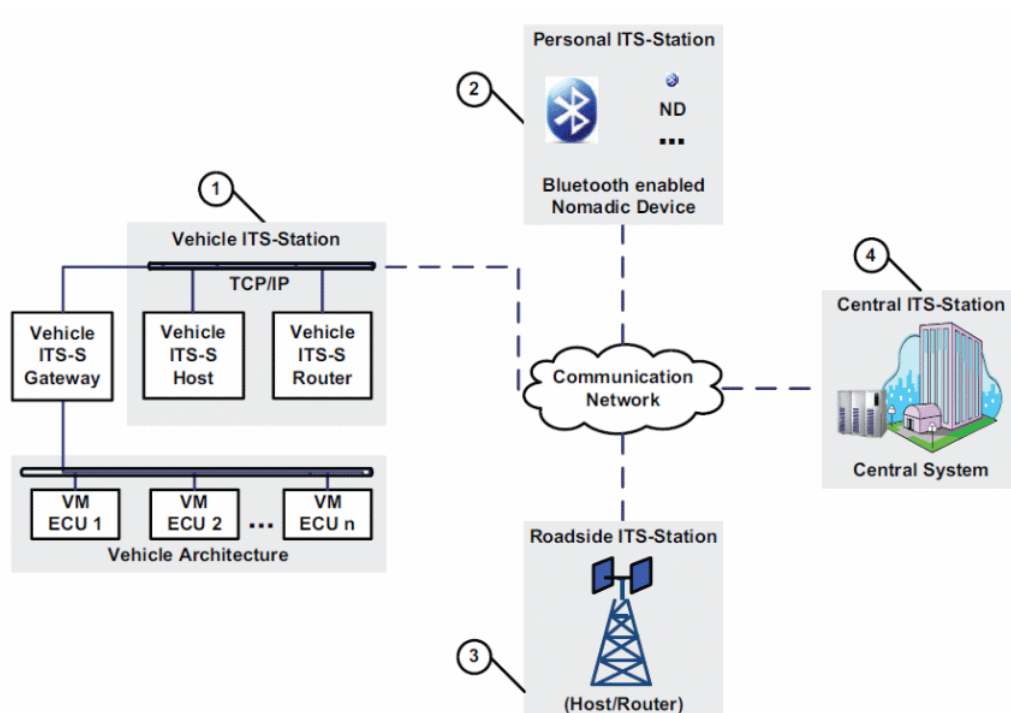 Personal ITS-Station
2
ND
...
Bluetooth enabled
Nomadic Device
1
Vehicle ITS-Station
TCP/IP
Vehicle
ITS-S
Gateway
Vehicle
ITS-S
Host
Vehicle
ITS-S
Router
VM
ECU 1
VM
ECU 2
...
VM
ECU n
Vehicle Architecture
Communication
Network
4
Central ITS-Station
Central System
Roadside ITS-Station
3
(Host/Router)